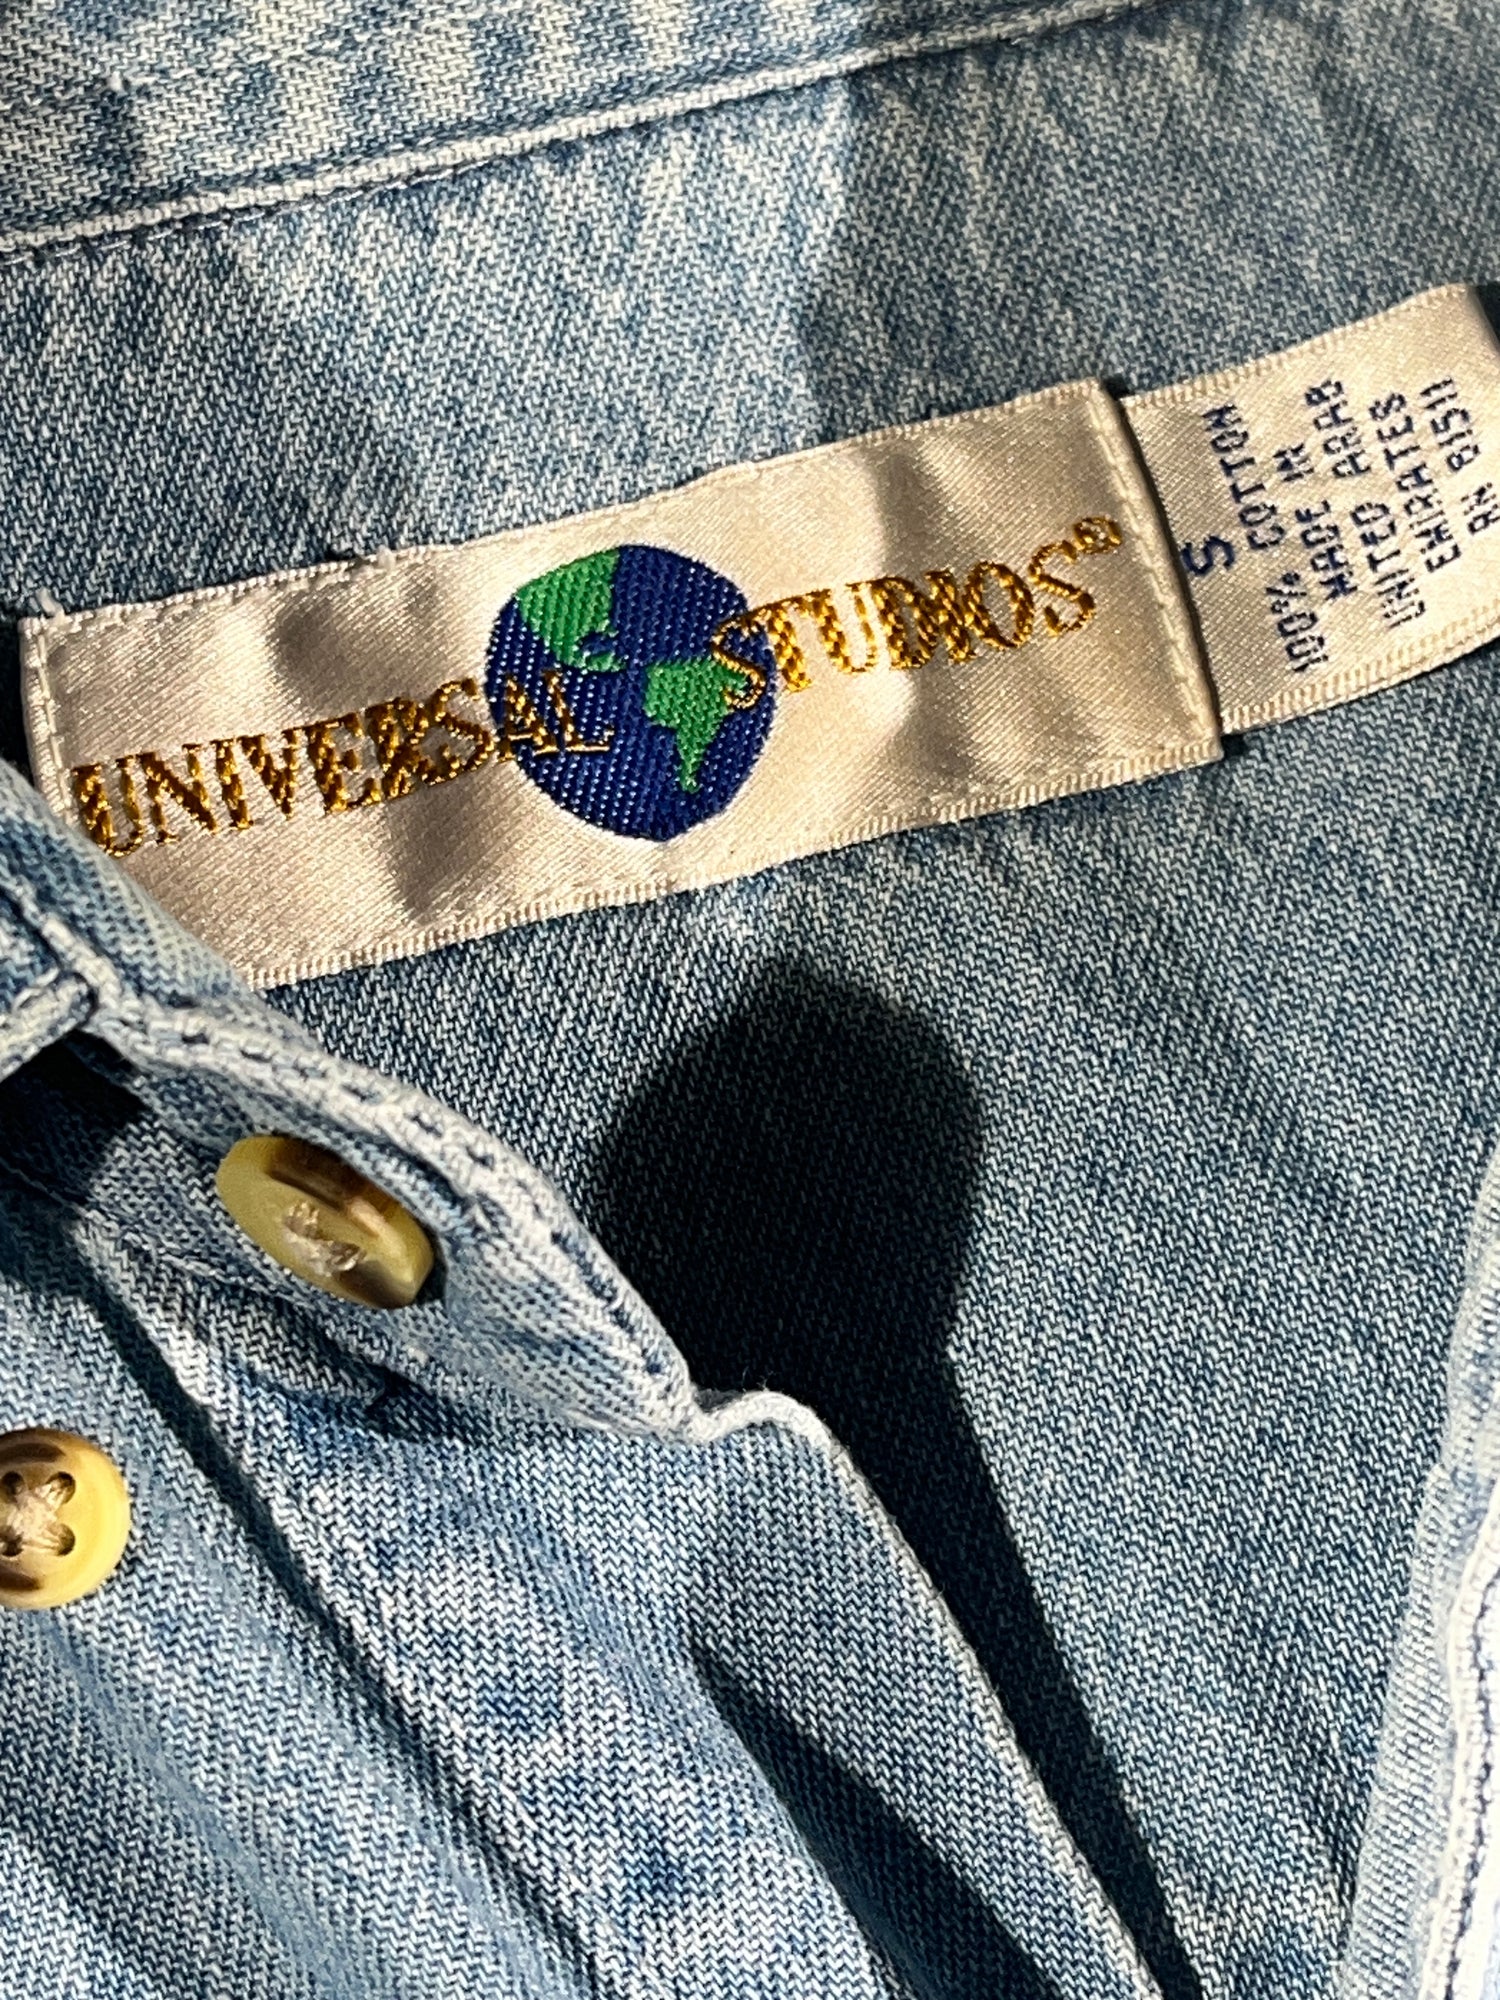 UNIVERSAL STUDIOS®
S
100% COTTON
MADE IN
UNITED ARAB
EMIRATES
RN 81511